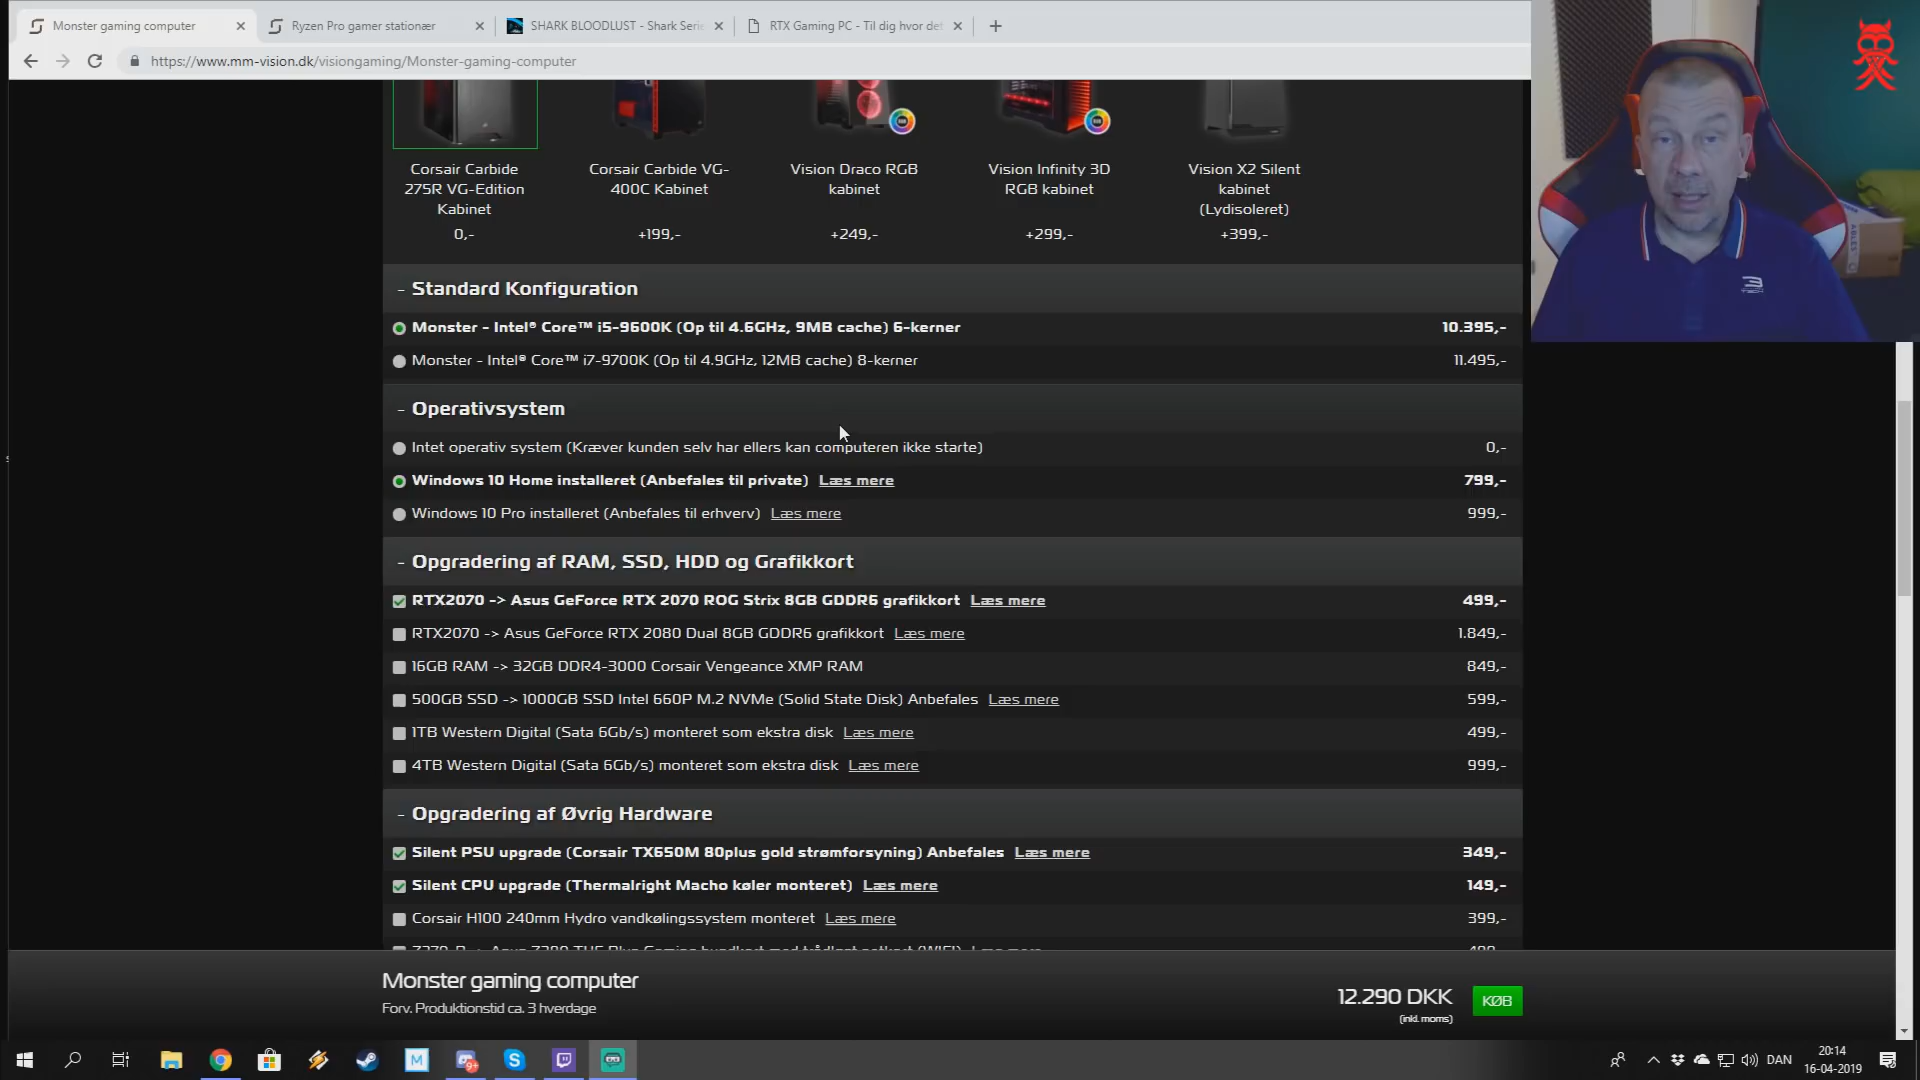 Monster gaming computer
Ryzen Pro gamer stationær
SHARK BLOODLUST - Shark Serie
RTX Gaming PC - Til dig hvor det
https://www.mm-vision.dk/visiongaming/Monster-gaming-computer
Corsair Carbide 275R VG-Edition Kabinet
0,-
Corsair Carbide VG-400C Kabinet
+199,-
Vision Draco RGB kabinet
+249,-
Vision Infinity 3D RGB kabinet
+299,-
Vision X2 Silent kabinet (Lydisoleret)
+399,-
- Standard Konfiguration
Monster - Intel® Core™ i5-9600K (Op til 4.6GHz, 9MB cache) 6-kerner 10.395,-
Monster - Intel® Core™ i7-9700K (Op til 4.9GHz, 12MB cache) 8-kerner 11.495,-
- Operativsystem
Intet operativ system (Kræver kunden selv har ellers kan computeren ikke starte) 0,-
Windows 10 Home installeret (Anbefales til private) Læs mere 799,-
Windows 10 Pro installeret (Anbefales til erhverv) Læs mere 999,-
- Opgradering af RAM, SSD, HDD og Grafikkort
RTX2070 -> Asus GeForce RTX 2070 ROG Strix 8GB GDDR6 grafikkort Læs mere 499,-
RTX2070 -> Asus GeForce RTX 2080 Dual 8GB GDDR6 grafikkort Læs mere 1.849,-
16GB RAM -> 32GB DDR4-3000 Corsair Vengeance XMP RAM 849,-
500GB SSD -> 1000GB SSD Intel 660P M.2 NVMe (Solid State Disk) Anbefales Læs mere 599,-
1TB Western Digital (Sata 6Gb/s) monteret som ekstra disk Læs mere 499,-
4TB Western Digital (Sata 6Gb/s) monteret som ekstra disk Læs mere 999,-
- Opgradering af Øvrig Hardware
Silent PSU upgrade (Corsair TX650M 80plus gold strømforsyning) Anbefales Læs mere 349,-
Silent CPU upgrade (Thermalright Macho køler monteret) Læs mere 149,-
Corsair H100 240mm Hydro vandkølingssystem monteret Læs mere 399,-
Monster gaming computer
Forv. Produktionstid ca. 3 hverdage
12.290 DKK
(inkl. moms)
KØB
DAN
20:14
16-04-2019